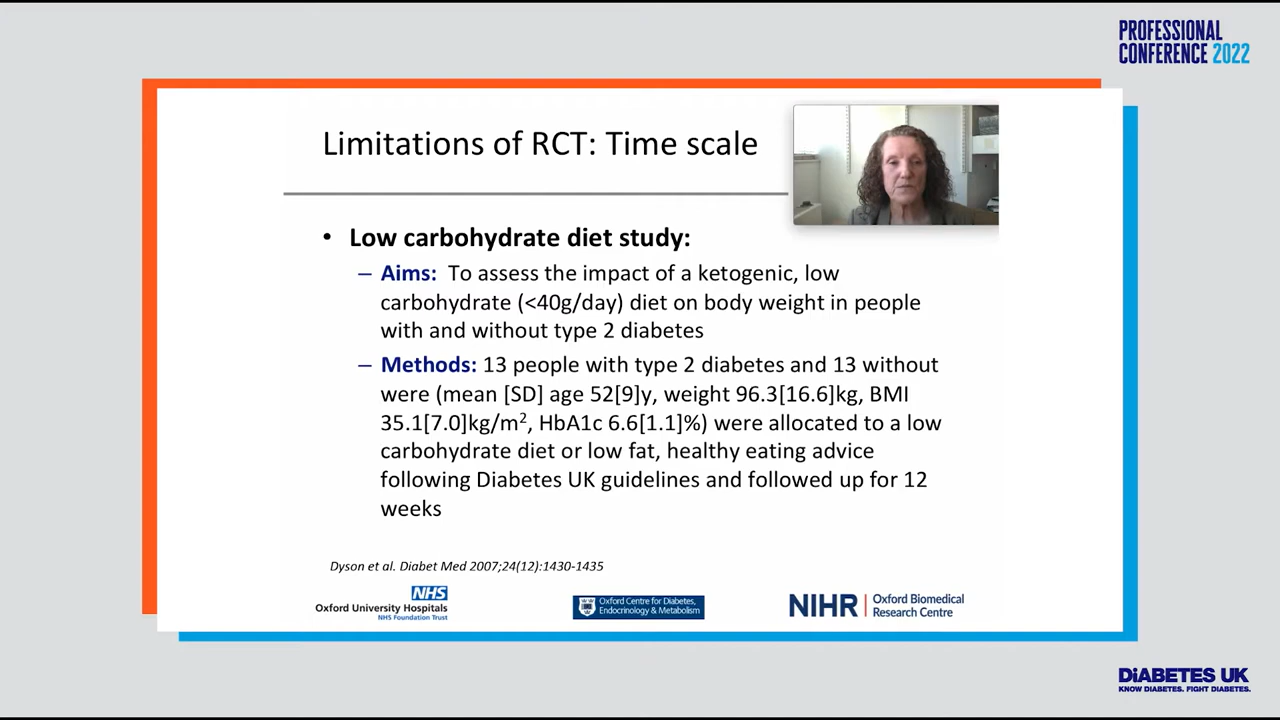 PROFESSIONAL
CONFERENCE 2022
Limitations of RCT: Time scale
• Low carbohydrate diet study:
– Aims: To assess the impact of a ketogenic, low
carbohydrate (<40g/day) diet on body weight in people
with and without type 2 diabetes
– Methods: 13 people with type 2 diabetes and 13 without
were (mean [SD] age 52[9]y, weight 96.3[16.6]kg, BMI
35.1[7.0]kg/m², HbA1c 6.6[1.1]%) were allocated to a low
carbohydrate diet or low fat, healthy eating advice
following Diabetes UK guidelines and followed up for 12
weeks
Dyson et al. Diabet Med 2007;24(12):1430-1435
NHS
Oxford University Hospitals
NHS Foundation Trust
Oxford Centre for Diabetes,
Endocrinology & Metabolism
NIHR | Oxford Biomedical
Research Centre
DiABETES UK
KNOW DIABETES. FIGHT DIABETES.